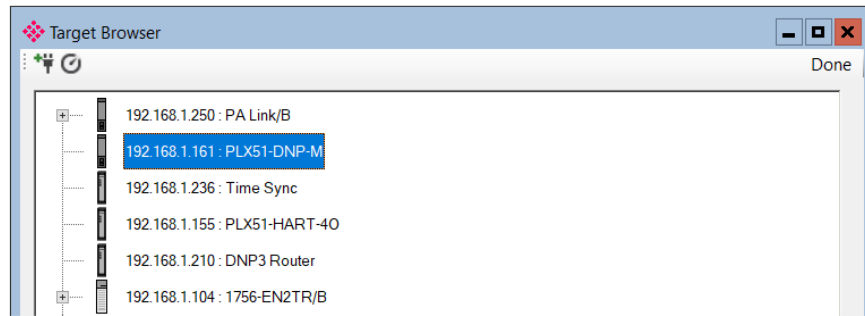 Target Browser
Done
192.168.1.250 : PA Link/B
192.168.1.161 : PLX51-DNP-M
192.168.1.236 : Time Sync
192.168.1.155 : PLX51-HART-4O
192.168.1.210 : DNP3 Router
192.168.1.104 : 1756-EN2TR/B